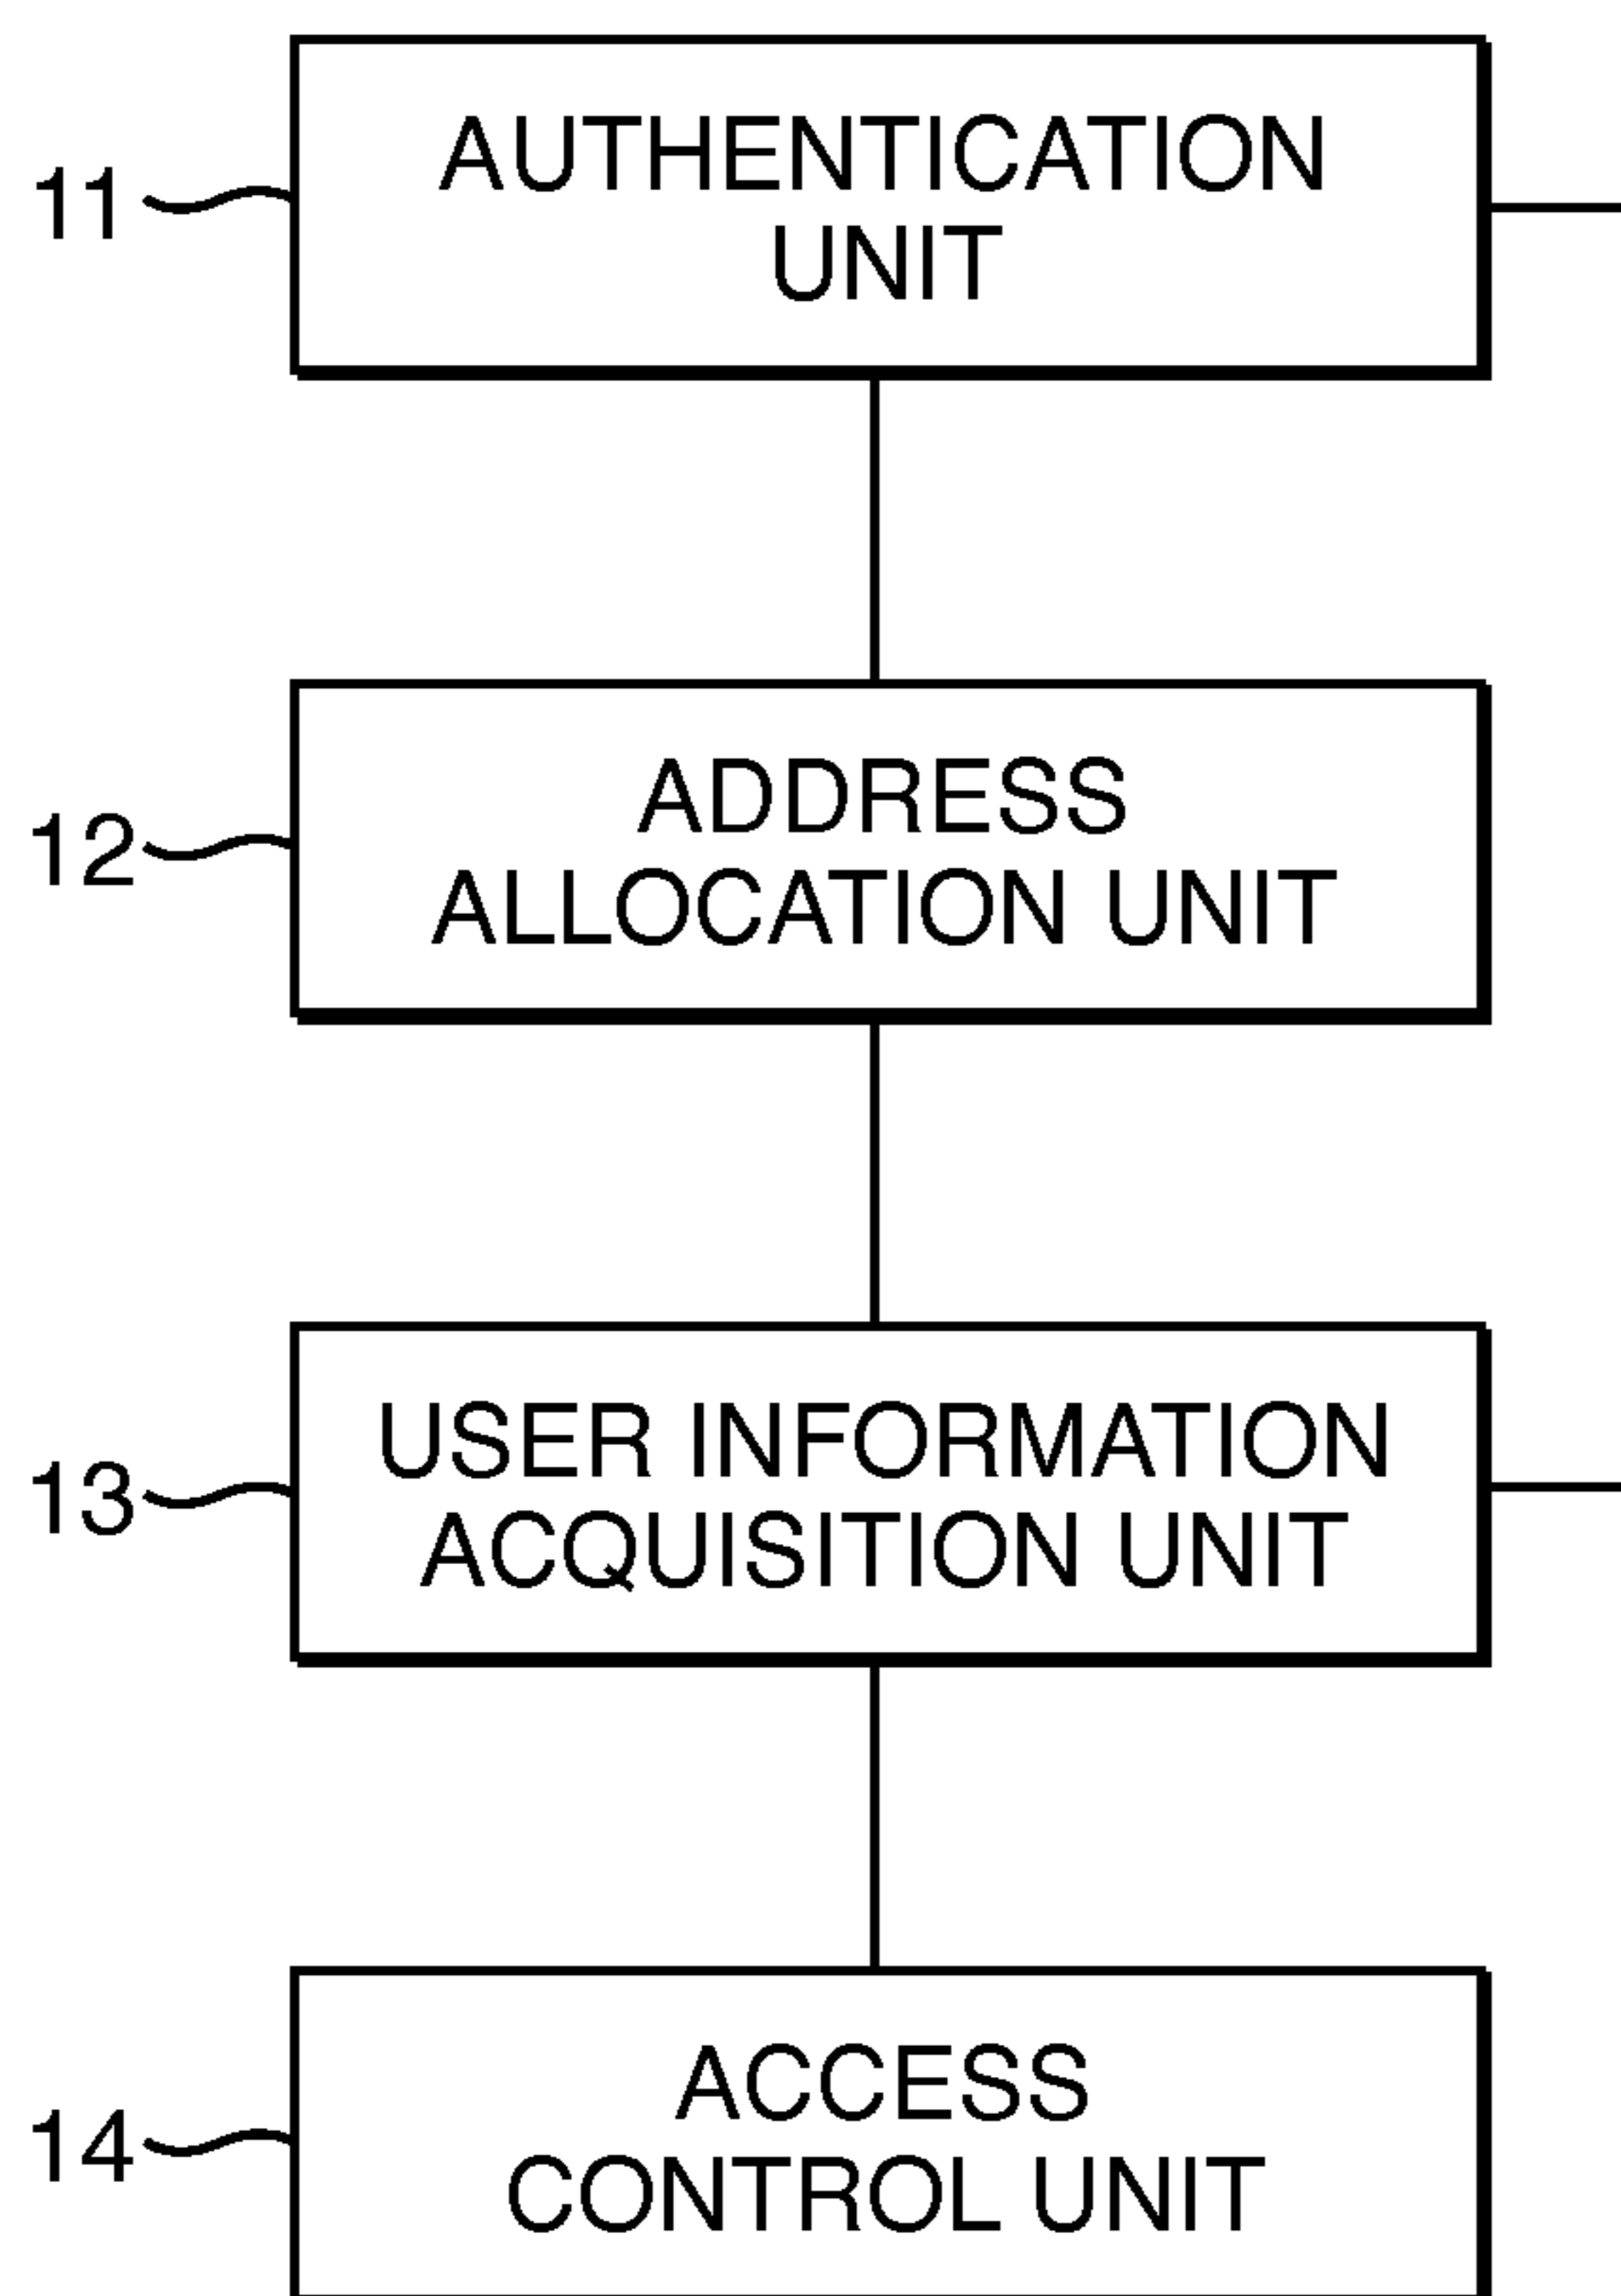 11
AUTHENTICATION
UNIT
12
ADDRESS
ALLOCATION UNIT
13
USER INFORMATION
ACQUISITION UNIT
14
ACCESS
CONTROL UNIT